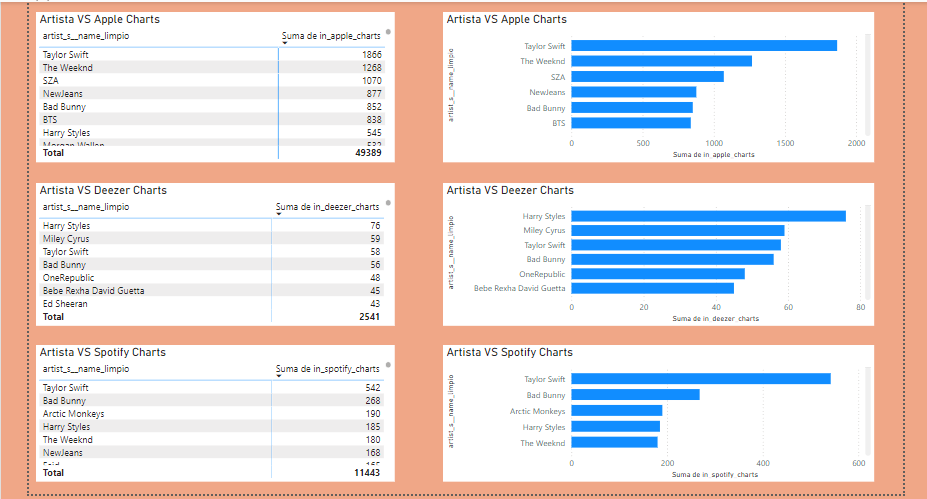 Artista VS Apple Charts
artist_s__name_limpio Suma de in_apple_charts
Taylor Swift 1866
The Weeknd 1268
SZA 1070
NewJeans 877
Bad Bunny 852
BTS 838
Harry Styles 545
Morgan Wallen 532
Total 49389
Artista VS Apple Charts
artist_s__name_limpio
Taylor Swift
The Weeknd
SZA
NewJeans
Bad Bunny
BTS
0 500 1000 1500 2000
Suma de in_apple_charts
Artista VS Deezer Charts
artist_s__name_limpio Suma de in_deezer_charts
Harry Styles 76
Miley Cyrus 59
Taylor Swift 58
Bad Bunny 56
OneRepublic 48
Bebe Rexha David Guetta 45
Ed Sheeran 43
Total 2541
Artista VS Deezer Charts
artist_s__name_limpio
Harry Styles
Miley Cyrus
Taylor Swift
Bad Bunny
OneRepublic
Bebe Rexha David Guetta
0 20 40 60 80
Suma de in_deezer_charts
Artista VS Spotify Charts
artist_s__name_limpio Suma de in_spotify_charts
Taylor Swift 542
Bad Bunny 268
Arctic Monkeys 190
Harry Styles 185
The Weeknd 180
NewJeans 168
Total 11443
Artista VS Spotify Charts
artist_s__name_limpio
Taylor Swift
Bad Bunny
Arctic Monkeys
Harry Styles
The Weeknd
0 200 400 600
Suma de in_spotify_charts